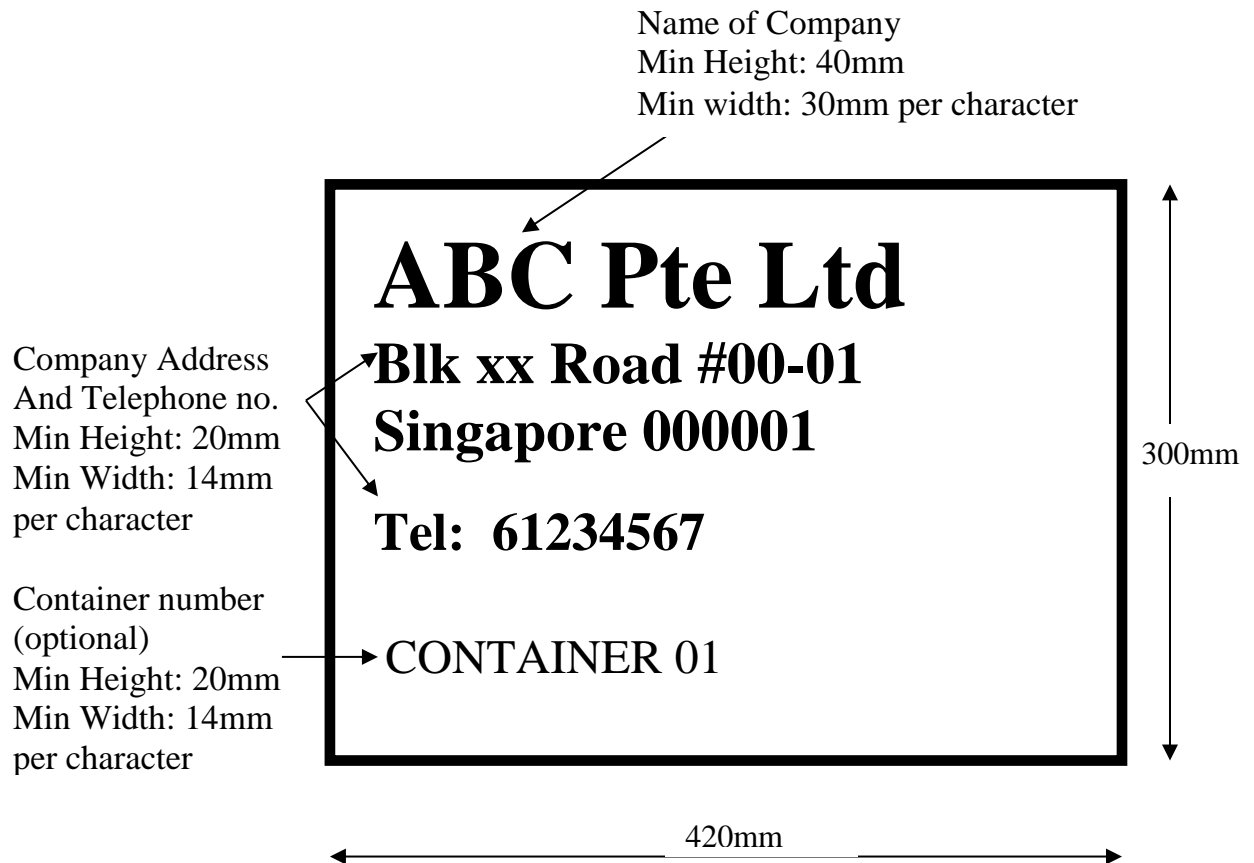 Name of Company
Min Height: 40mm
Min width: 30mm per character
ABC Pte Ltd
Blk xx Road #00-01
Singapore 000001
Tel:  61234567
CONTAINER 01
Company Address
And Telephone no.
Min Height: 20mm
Min Width: 14mm
per character
Container number
(optional)
Min Height: 20mm
Min Width: 14mm
per character
300mm
420mm